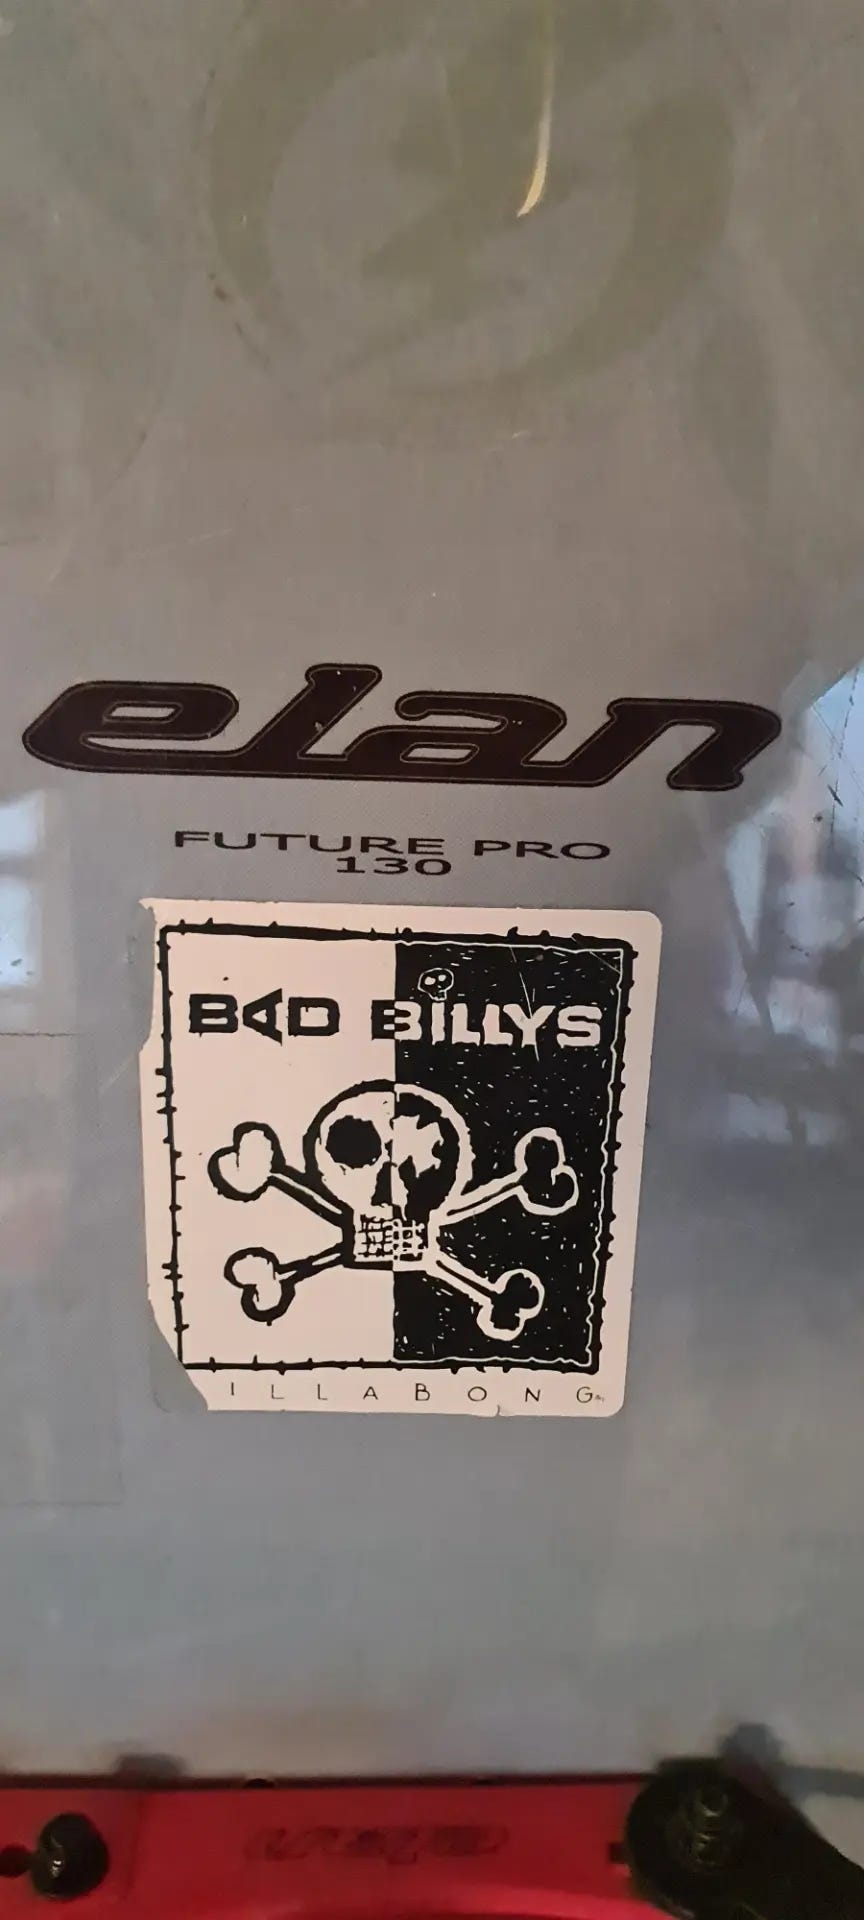 elan
FUTURE PRO
130
BAD BILLYS
ILLABONG